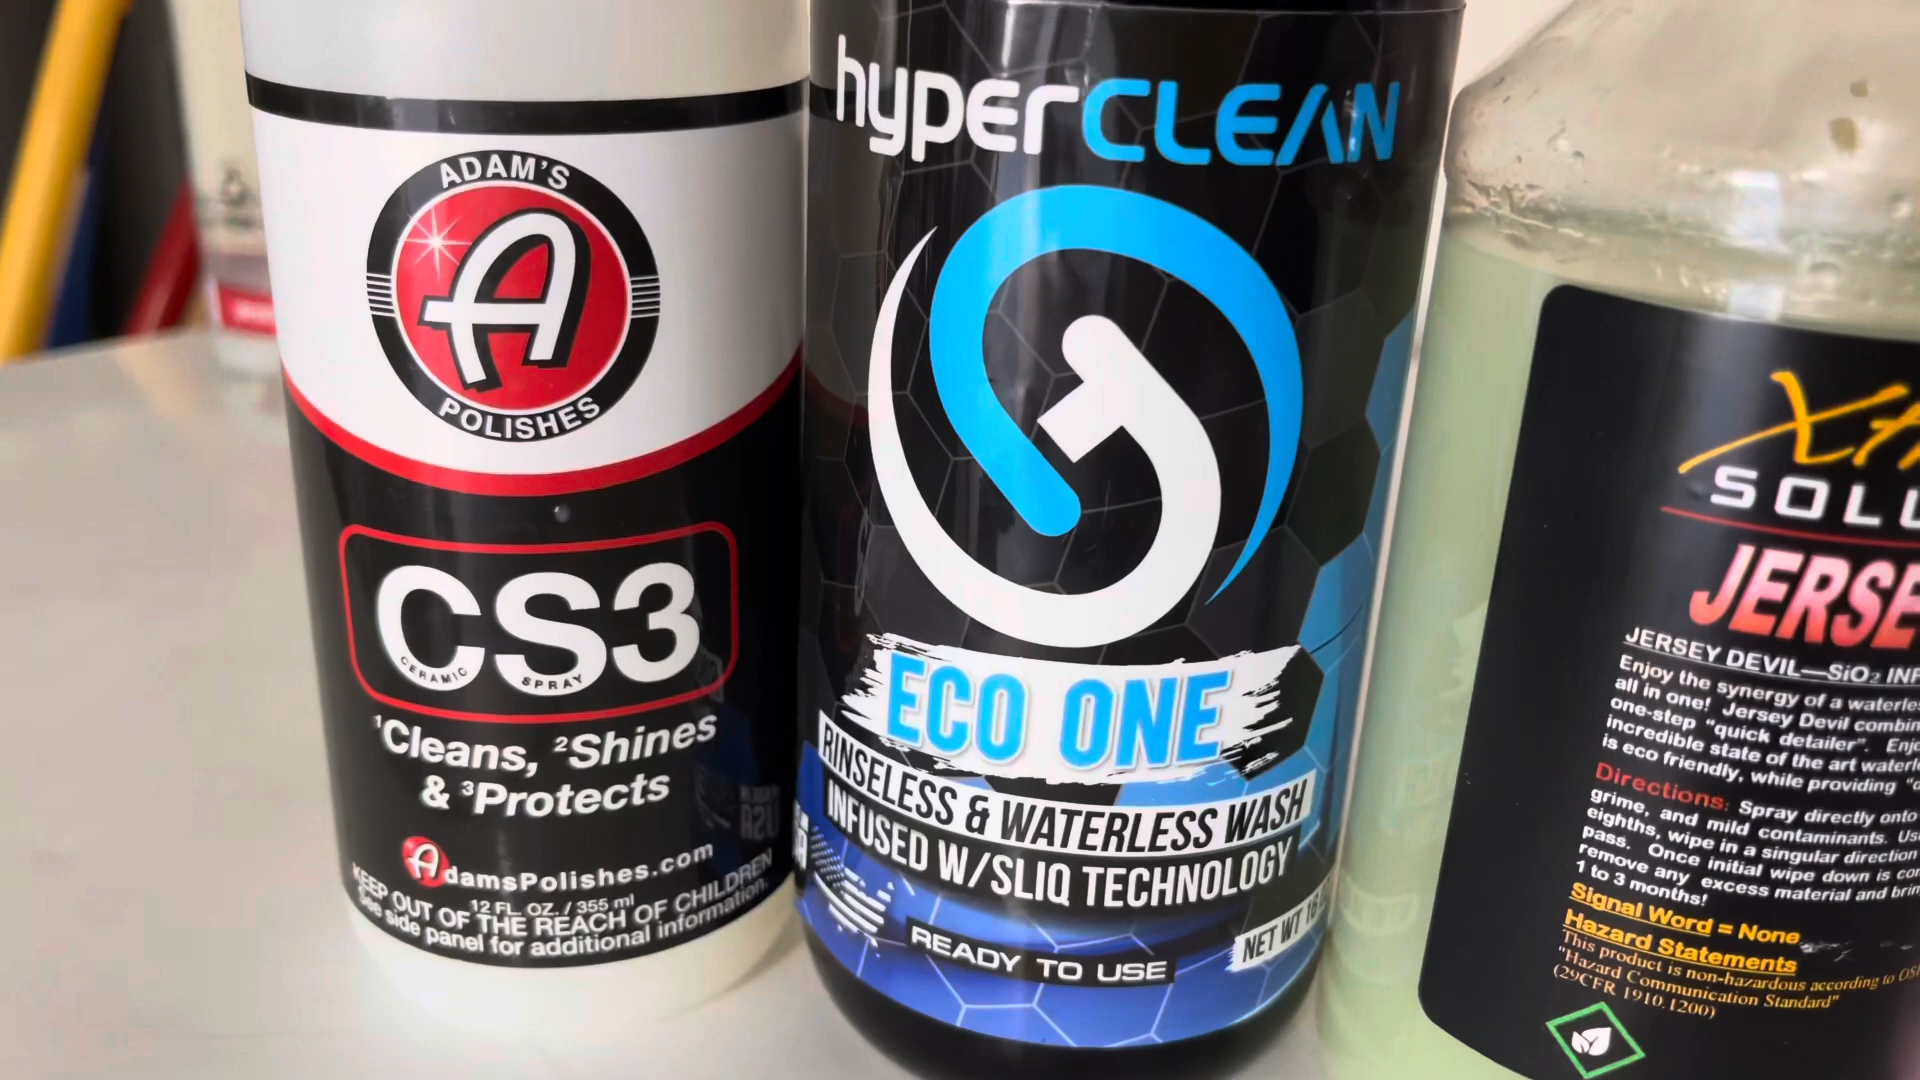 ADAM'S
A
POLISHES
CS3
CERAMIC SPRAY
¹Cleans, ²Shines
& ³Protects
AdamsPolishes.com
12 FL. OZ. / 355 ml
KEEP OUT OF THE REACH OF CHILDREN
See side panel for additional information.
hyperCLEAN
ECO ONE
RINSELESS & WATERLESS WASH
INFUSED W/SLIQ TECHNOLOGY
READY TO USE
NET WT 16
SOLU
JERSE
JERSEY DEVIL—SiO₂ INF
Enjoy the synergy of a waterles
all in one! Jersey Devil combin
one-step "quick detailer". Enj
incredible state of the art waterl
is eco friendly, while providing
Directions: Spray directly onto
grime, and mild contaminants. Us
eighths, wipe in a singular direction
pass. Once initial wipe down is co
remove any excess material and brin
1 to 3 months!
Signal Word = None
Hazard Statements
This product is non-hazardous according to OS
"Hazard Communication Standard"
(29CFR 1910.1200)